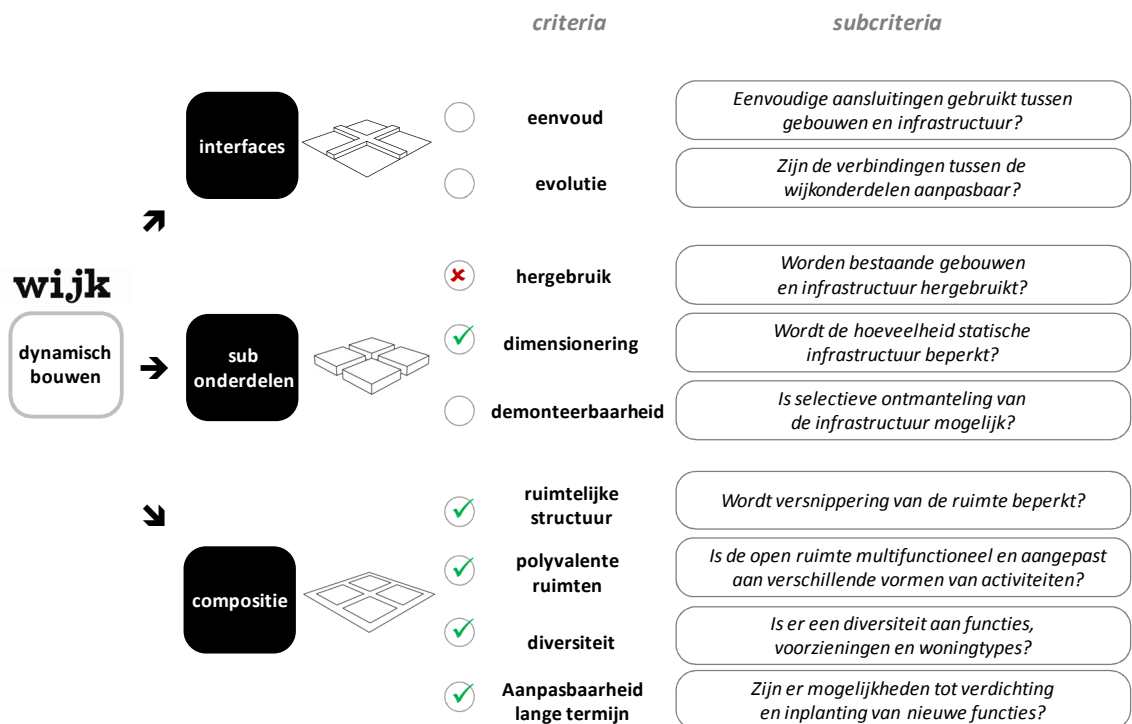 criteria
subcriteria
interfaces
eenvoud
Eenvoudige aansluitingen gebruikt tussen
gebouwen en infrastructuur?
evolutie
Zijn de verbindingen tussen de
wijkonderdelen aanpasbaar?
wijk
dynamisch
bouwen
sub
onderdelen
hergebruik
Worden bestaande gebouwen
en infrastructuur hergebruikt?
dimensionering
Wordt de hoeveelheid statische
infrastructuur beperkt?
demonteerbaarheid
Is selectieve ontmanteling van
de infrastructuur mogelijk?
compositie
ruimtelijke
structuur
Wordt versnippering van de ruimte beperkt?
polyvalente
ruimten
Is de open ruimte multifunctioneel en aangepast
aan verschillende vormen van activiteiten?
diversiteit
Is er een diversiteit aan functies,
voorzieningen en woningtypes?
Aanpasbaarheid
lange termijn
Zijn er mogelijkheden tot verdichting
en inplanting van nieuwe functies?